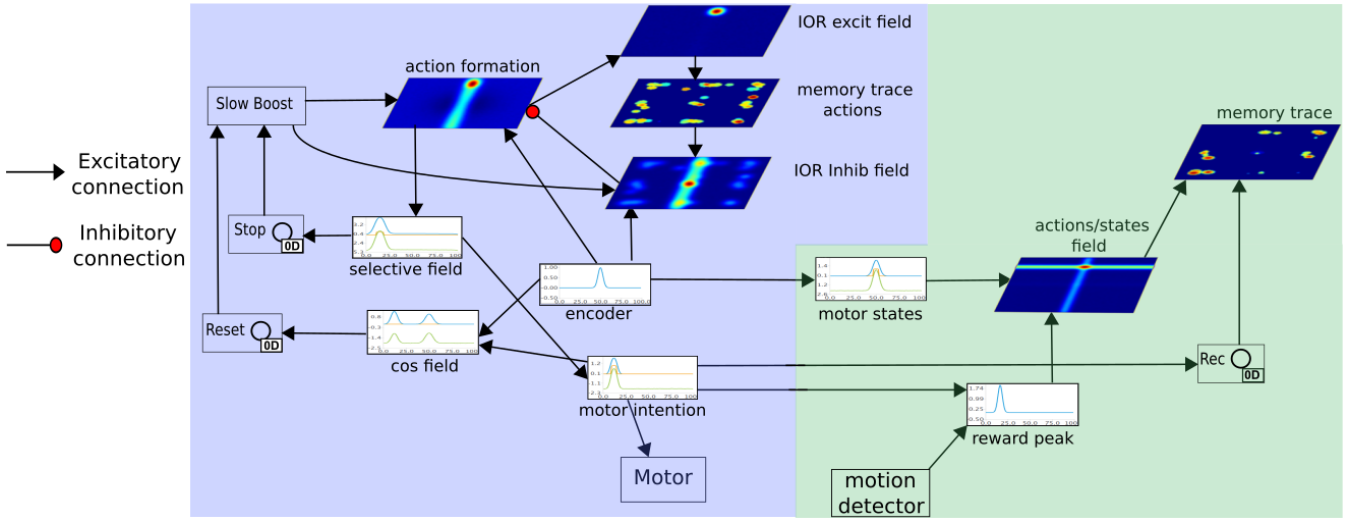 IOR excit field
action formation
Slow Boost
memory trace
actions
memory trace
Excitatory
connection
IOR Inhib field
Stop
0D
selective field
actions/states
field
Inhibitory
connection
encoder
motor states
Reset
0D
cos field
Rec
0D
motor intention
reward peak
Motor
motion
detector